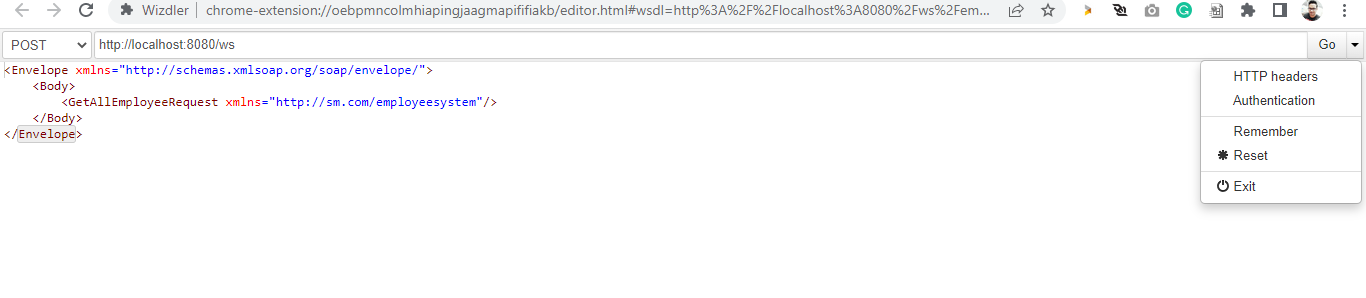 Wizdler | chrome-extension://oebpmncolmhiapingjaagmapififiakb/editor.html#wsdl=http%3A%2F%2Flocalhost%3A8080%2Fws%2Fem...
POST http://localhost:8080/ws Go
<Envelope xmlns="http://schemas.xmlsoap.org/soap/envelope/">
<Body>
<GetAllEmployeeRequest xmlns="http://sm.com/employeesystem"/>
</Body>
</Envelope>
HTTP headers
Authentication
Remember
Reset
Exit